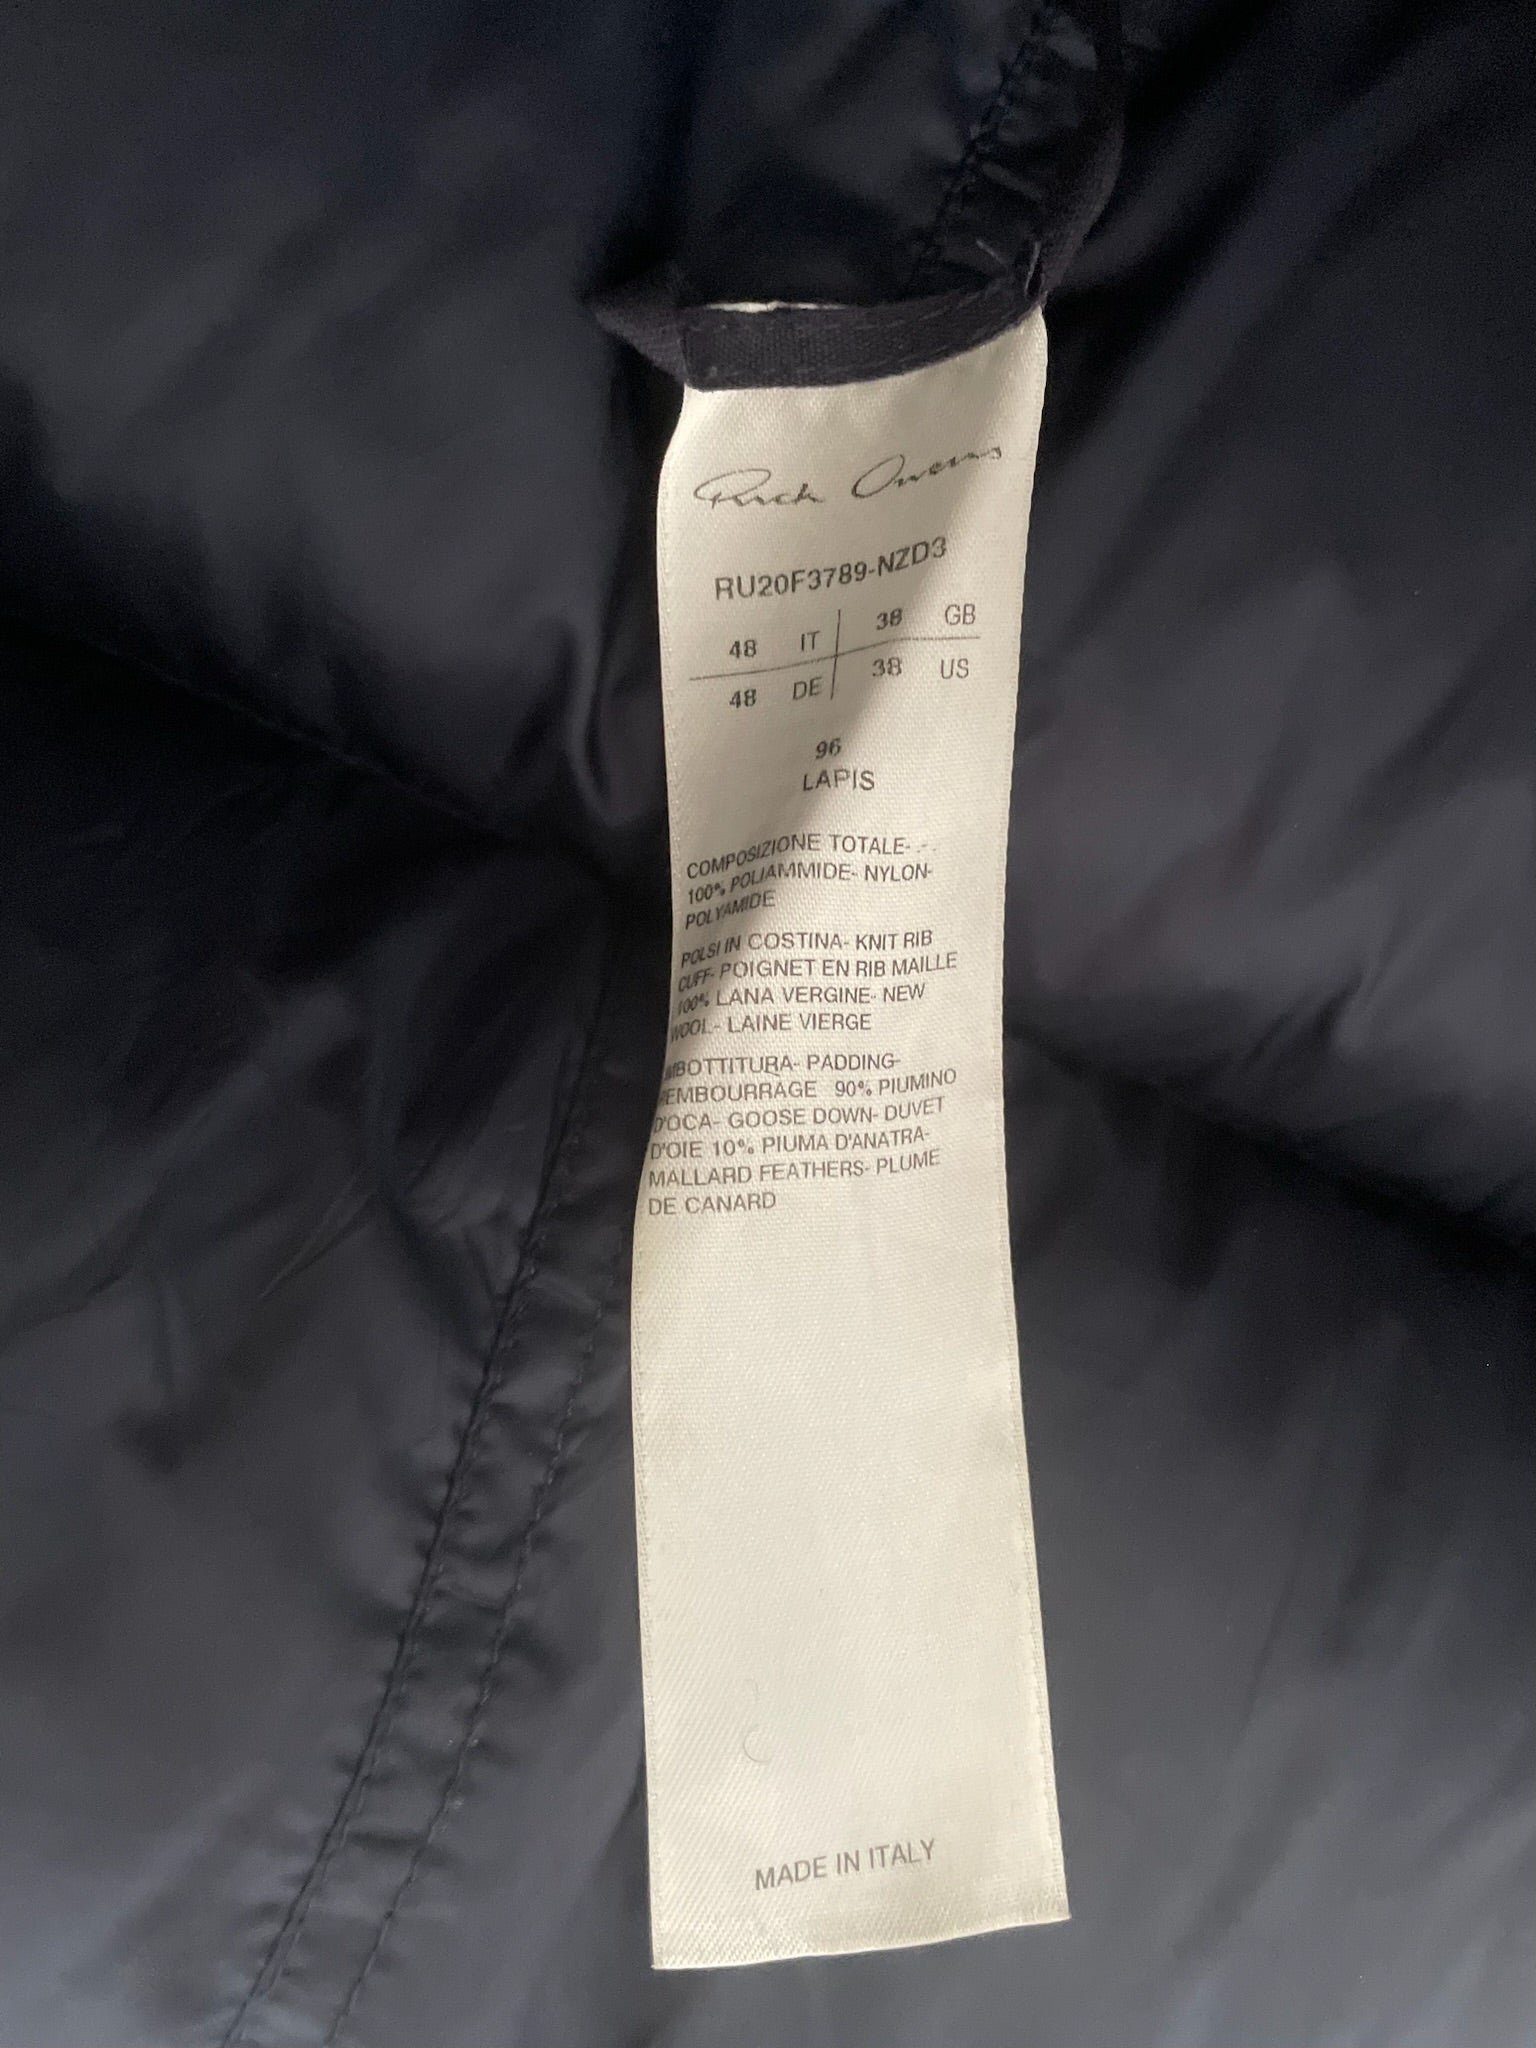 Rick Owens
RU20F3789-NZD3
48 IT 38 GB
48 DE 38 US
96
LAPIS
COMPOSIZIONE TOTALE- .-.
100% POLIAMMIDE- NYLON-
POLYAMIDE
POLSI IN COSTINA- KNIT RIB
CUFF- POIGNET EN RIB MAILLE
100% LANA VERGINE- NEW
WOOL- LAINE VIERGE
MBOTTITURA- PADDING-
REMBOURRAGE 90% PIUMINO
D'OCA- GOOSE DOWN- DUVET
D'OIE 10% PIUMA D'ANATRA-
MALLARD FEATHERS- PLUME
DE CANARD
MADE IN ITALY